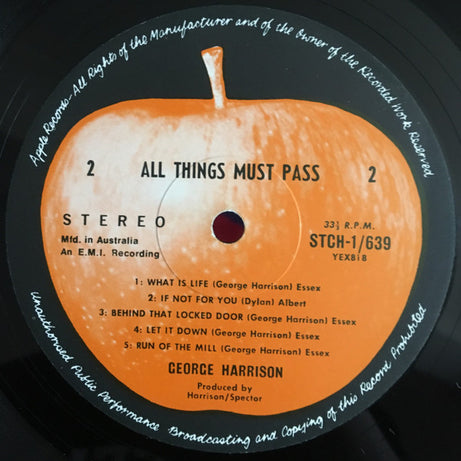 Apple Records-All Rights of the Manufacturer and of the Owner of the Recorded Work Reserved
2 ALL THINGS MUST PASS 2
STEREO
33⅓ R.P.M.
Mfd. in Australia
STCH-1/639
An E.M.I. Recording
YEX818
1: WHAT IS LIFE (George Harrison) Essex
2: IF NOT FOR YOU (Dylan) Albert
3: BEHIND THAT LOCKED DOOR (George Harrison) Essex
4: LET IT DOWN (George Harrison) Essex
5: RUN OF THE MILL (George Harrison) Essex
GEORGE HARRISON
Produced by
Harrison/Spector
Unauthorised Public Performance Broadcasting and Copying of this Record Prohibited